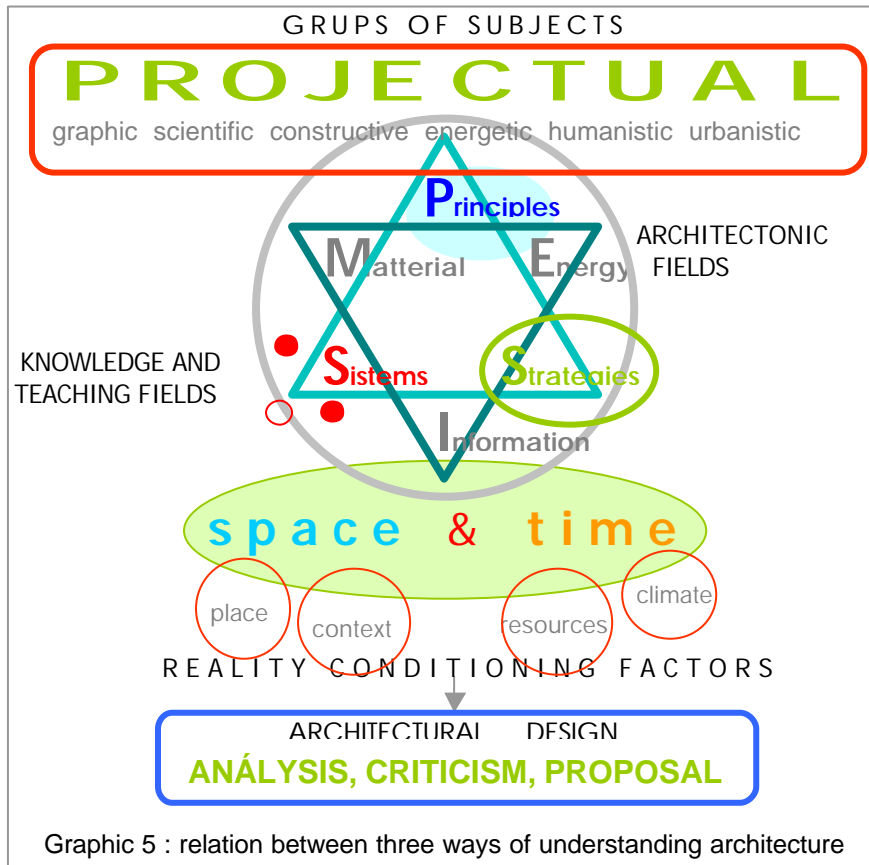 GRUPS OF SUBJECTS
PROJECTUAL
graphic scientific constructive energetic humanistic urbanistic
Principles
Matterial Energy
ARCHITECTONIC
FIELDS
KNOWLEDGE AND
TEACHING FIELDS
Sistems Strategies
Information
space & time
place context resources climate
REALITY CONDITIONING FACTORS
ARCHITECTURAL DESIGN
ANÁLYSIS, CRITICISM, PROPOSAL
Graphic 5 : relation between three ways of understanding architecture